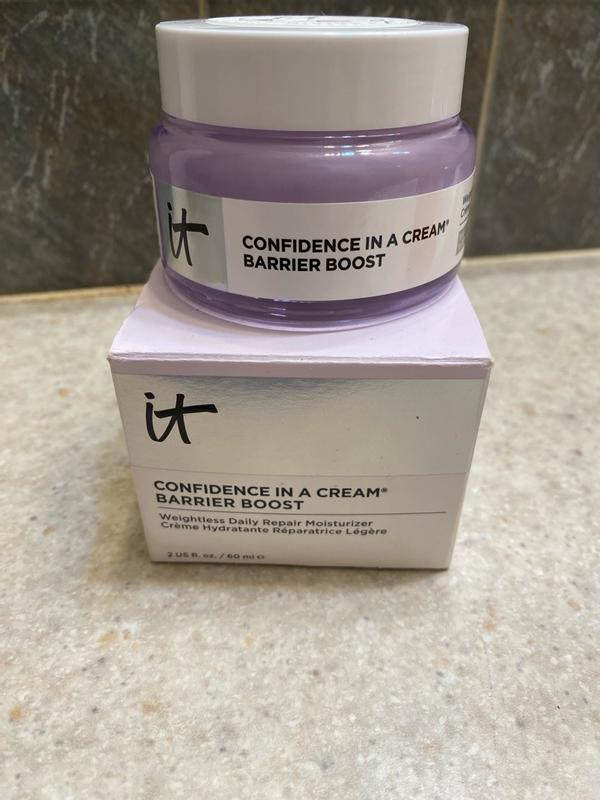 it
CONFIDENCE IN A CREAM®
BARRIER BOOST
it
CONFIDENCE IN A CREAM®
BARRIER BOOST
Weightless Daily Repair Moisturizer
Crème Hydratante Réparatrice Légère
2 US fl. oz. / 60 ml ℮